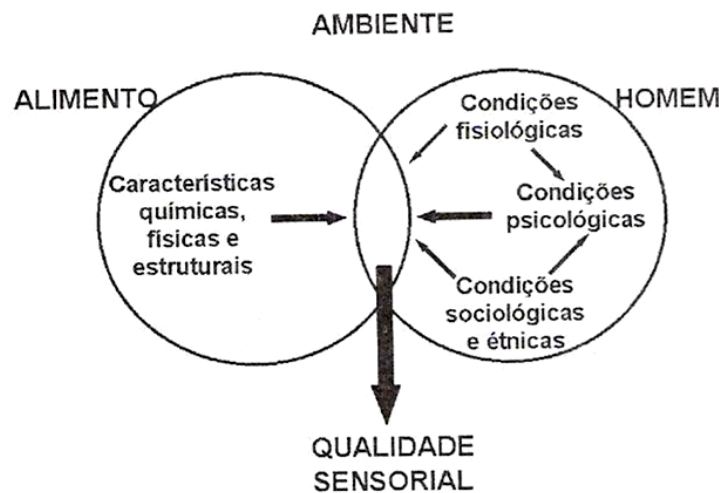 AMBIENTE
ALIMENTO
HOMEM
Condições
fisiológicas
Características
químicas,
físicas e
estruturais
Condições
psicológicas
Condições
sociológicas
e étnicas
QUALIDADE
SENSORIAL